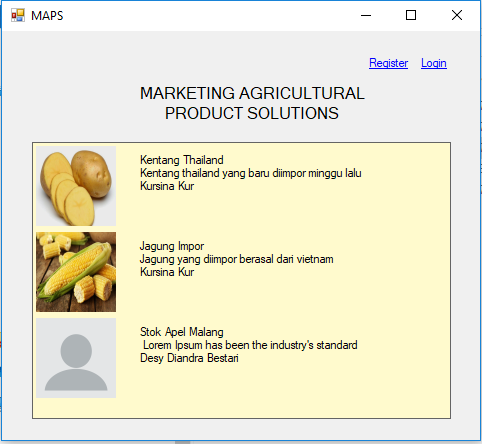 MAPS
Register Login
MARKETING AGRICULTURAL
PRODUCT SOLUTIONS
Kentang Thailand
Kentang thailand yang baru diimpor minggu lalu
Kursina Kur
Jagung Impor
Jagung yang diimpor berasal dari vietnam
Kursina Kur
Stok Apel Malang
Lorem Ipsum has been the industry's standard
Desy Diandra Bestari